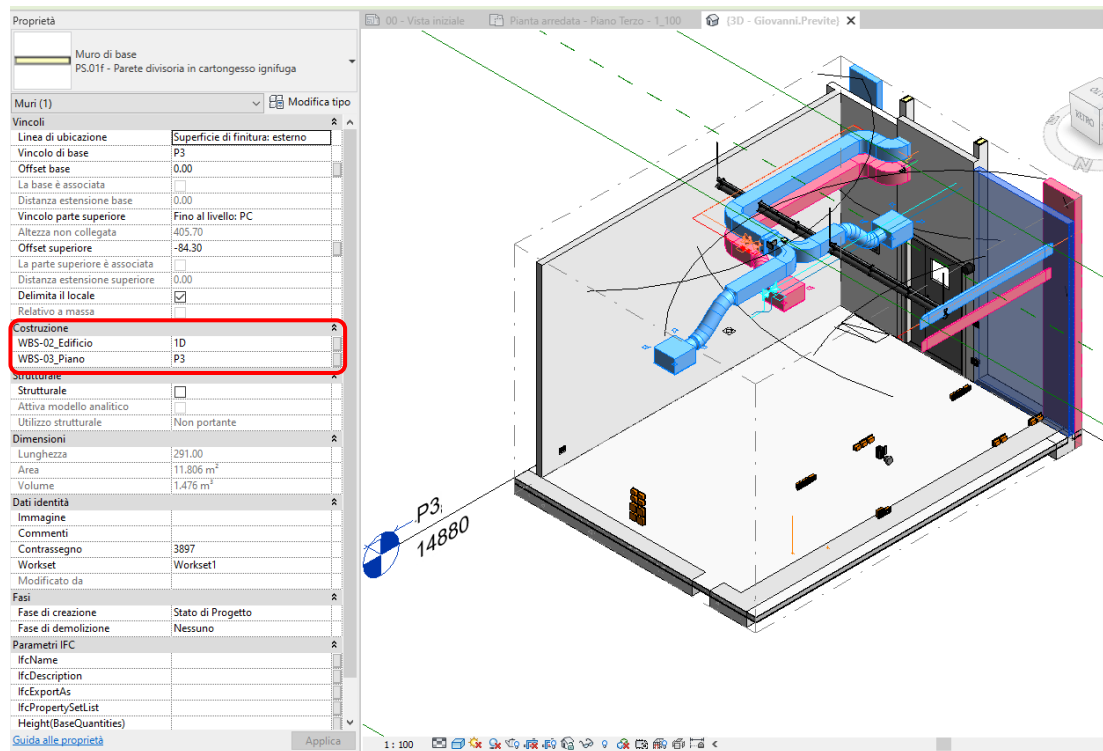 Proprietà
Muro di base
PS.01f - Parete divisoria in cartongesso ignifuga
Muri (1)
Modifica tipo
Vincoli
Linea di ubicazione Superficie di finitura: esterno
Vincolo di base P3
Offset base 0.00
La base è associata
Distanza estensione base 0.00
Vincolo parte superiore Fino al livello: PC
Altezza non collegata 405.70
Offset superiore -84.30
La parte superiore è associata
Distanza estensione superiore 0.00
Delimita il locale
Relativo a massa
Costruzione
WBS-02_Edificio 1D
WBS-03_Piano P3
Strutturale
Strutturale
Attiva modello analitico
Utilizzo strutturale Non portante
Dimensioni
Lunghezza 291.00
Area 11.806 m²
Volume 1.476 m³
Dati identità
Immagine
Commenti
Contrassegno 3897
Workset Workset1
Modificato da
Fasi
Fase di creazione Stato di Progetto
Fase di demolizione Nessuno
Parametri IFC
IfcName
IfcDescription
IfcExportAs
IfcPropertySetList
Height(BaseQuantities)
Guida alle proprietà
Applica
00 - Vista iniziale
Pianta arredata - Piano Terzo - 1_100
{3D - Giovanni.Previte}
RETRO
N
P3
14880
1 : 100